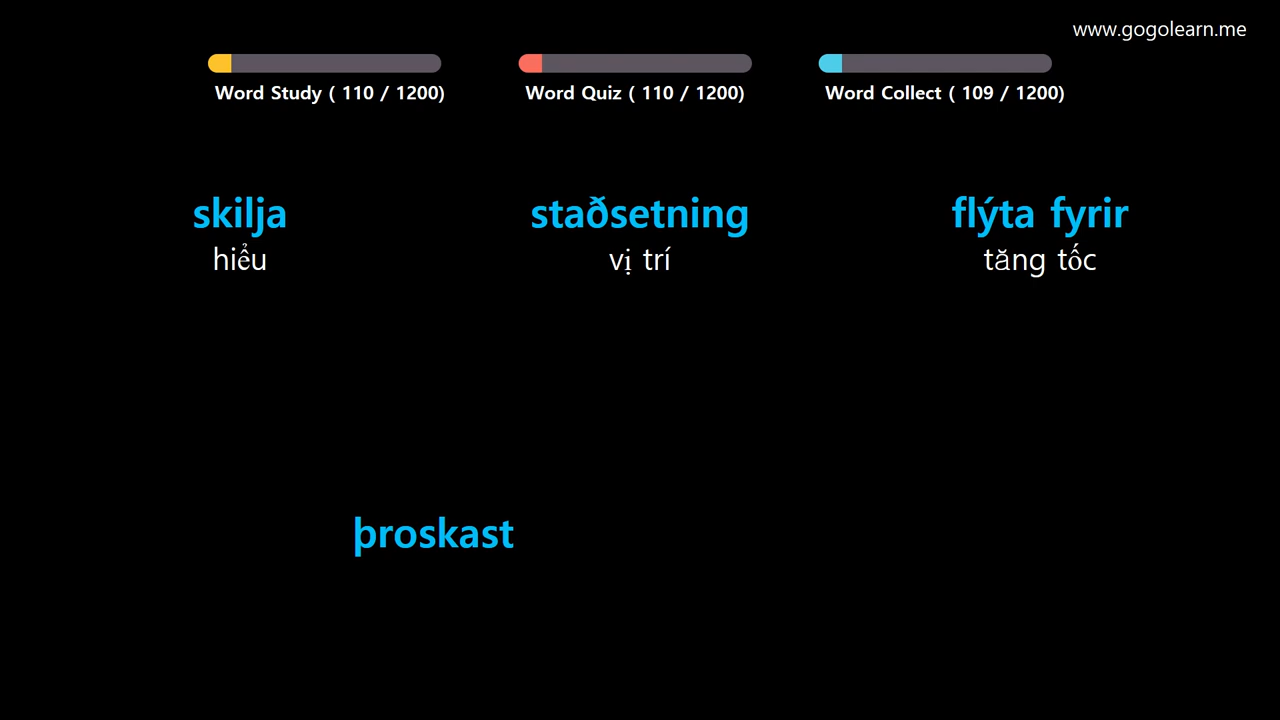 www.gogolearn.me
Word Study ( 110 / 1200)
Word Quiz ( 110 / 1200)
Word Collect ( 109 / 1200)
skilja
hiểu
staðsetning
vị trí
flýta fyrir
tăng tốc
þroskast